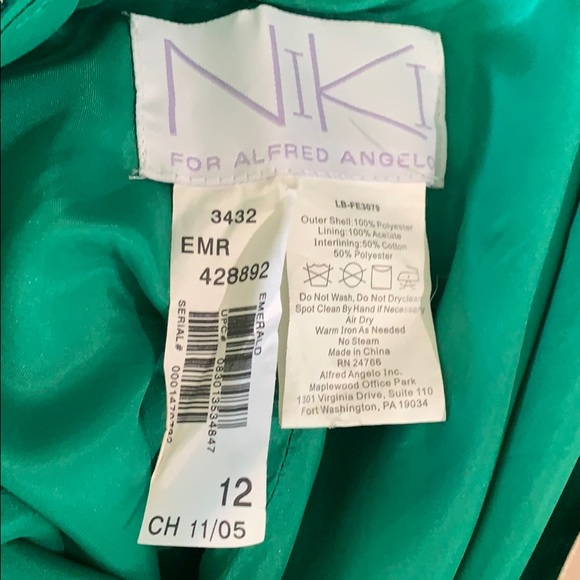 NIKI
FOR ALFRED ANGELO
3432
EMR
428892
EMERALD
UPC# 083013534847
SERIAL#
12
CH 11/05
LB-FE3079
Outer Shell:100% Polyester
Lining:100% Acetate
Interlining:50% Cotton
50% Polyester
Do Not Wash, Do Not Dryclean
Spot Clean By Hand if Necessary
Air Dry
Warm Iron As Needed
No Steam
Made in China
RN 24766
Alfred Angelo Inc.
Maplewood Office Park
1301 Virginia Drive, Suite 110
Fort Washington, PA 19034